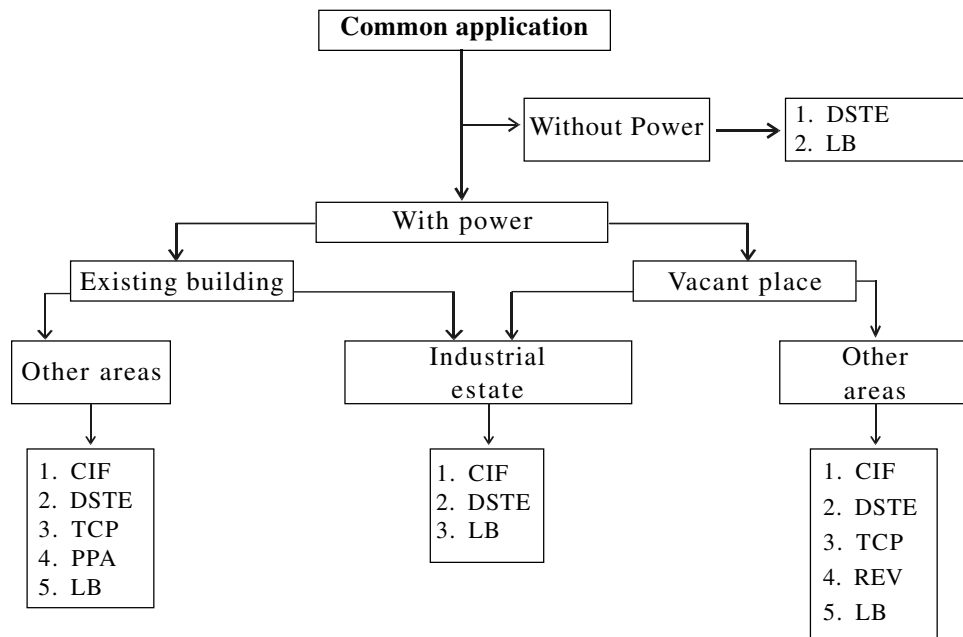 Common application
Without Power
1. DSTE
2. LB
With power
Existing building
Vacant place
Other areas
Industrial
estate
Other
areas
1. CIF
2. DSTE
3. TCP
4. PPA
5. LB
1. CIF
2. DSTE
3. LB
1. CIF
2. DSTE
3. TCP
4. REV
5. LB